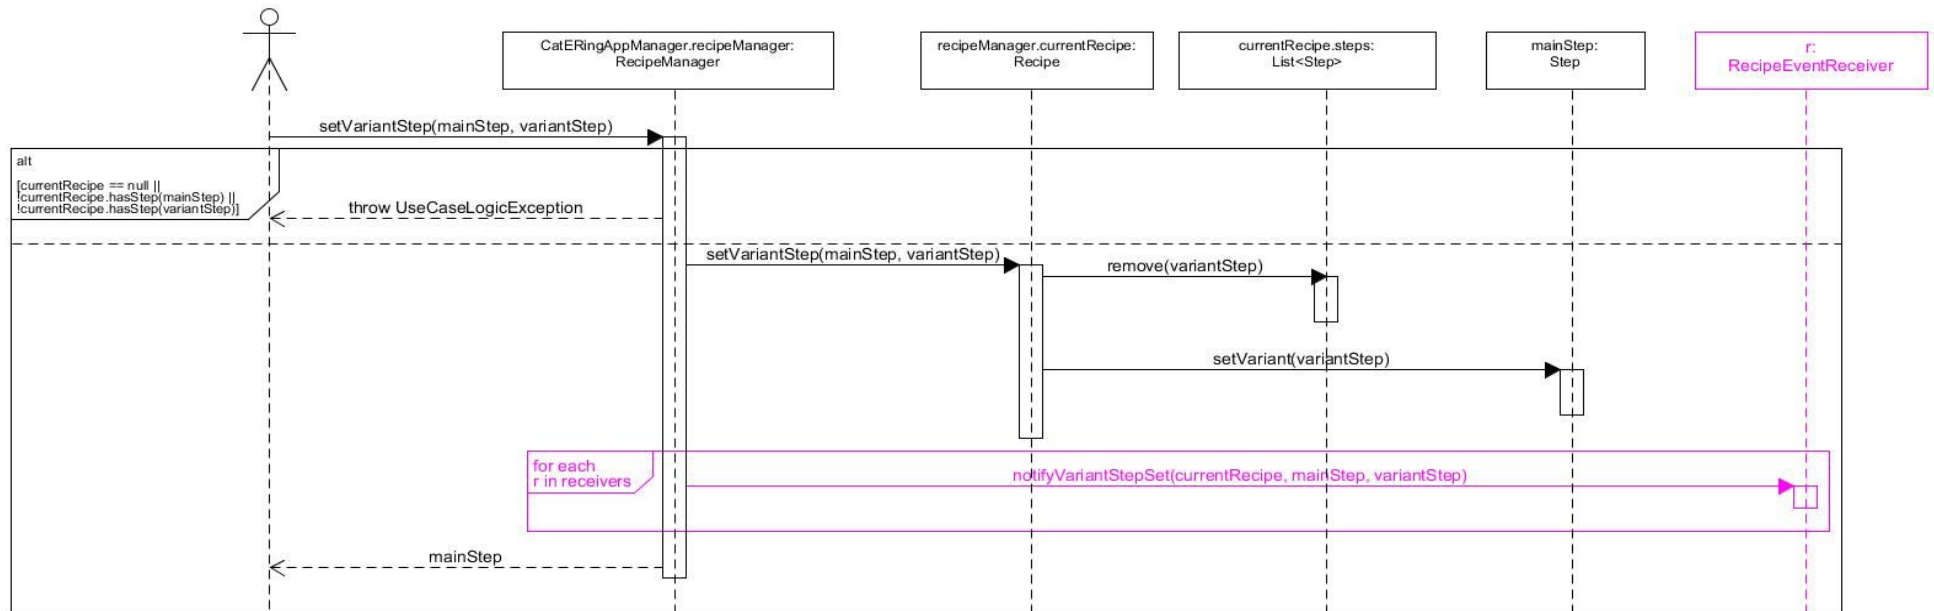 CatERingAppManager.recipeManager:
RecipeManager
recipeManager.currentRecipe:
Recipe
currentRecipe.steps:
List<Step>
mainStep:
Step
r:
RecipeEventReceiver
setVariantStep(mainStep, variantStep)
alt
[currentRecipe == null ||
!currentRecipe.hasStep(mainStep) ||
!currentRecipe.hasStep(variantStep)]
throw UseCaseLogicException
setVariantStep(mainStep, variantStep)
remove(variantStep)
setVariant(variantStep)
for each
r in receivers
notifyVariantStepSet(currentRecipe, mainStep, variantStep)
mainStep